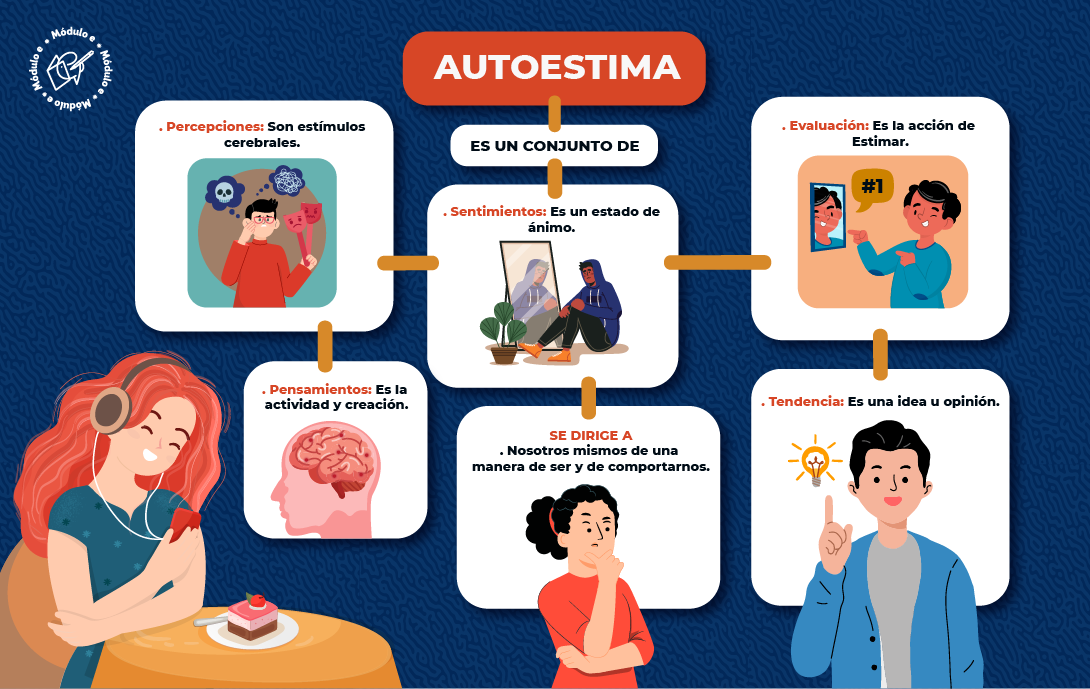 Módulo e • Módulo e • Módulo e • Módulo e •
AUTOESTIMA
ES UN CONJUNTO DE
. Percepciones: Son estímulos
cerebrales.
. Sentimientos: Es un estado de
ánimo.
. Evaluación: Es la acción de
Estimar.
#1
. Pensamientos: Es la
actividad y creación.
SE DIRIGE A
. Nosotros mismos de una
manera de ser y de comportarnos.
. Tendencia: Es una idea u opinión.